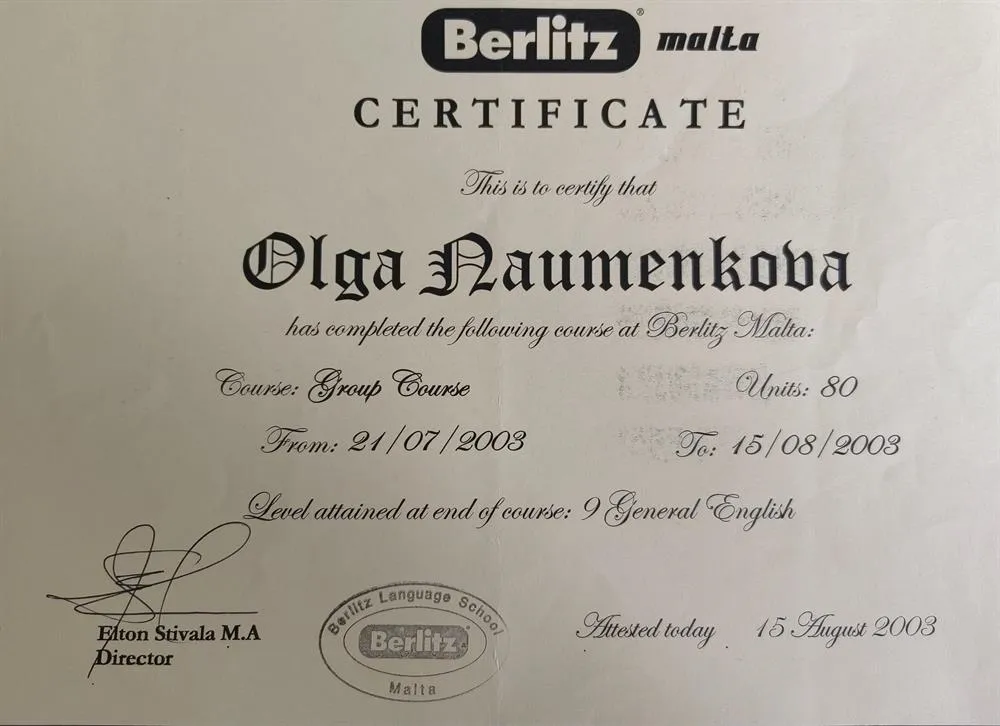 Berlitz® malta
CERTIFICATE
This is to certify that
Olga Naumenkova
has completed the following course at Berlitz Malta:
Course: Group Course Units: 80
From: 21/07/2003 To: 15/08/2003
Level attained at end of course: 9 General English
Elton Stivala M.A
Director
Berlitz Language School
Berlitz
Malta
Attested today 15 August 2003